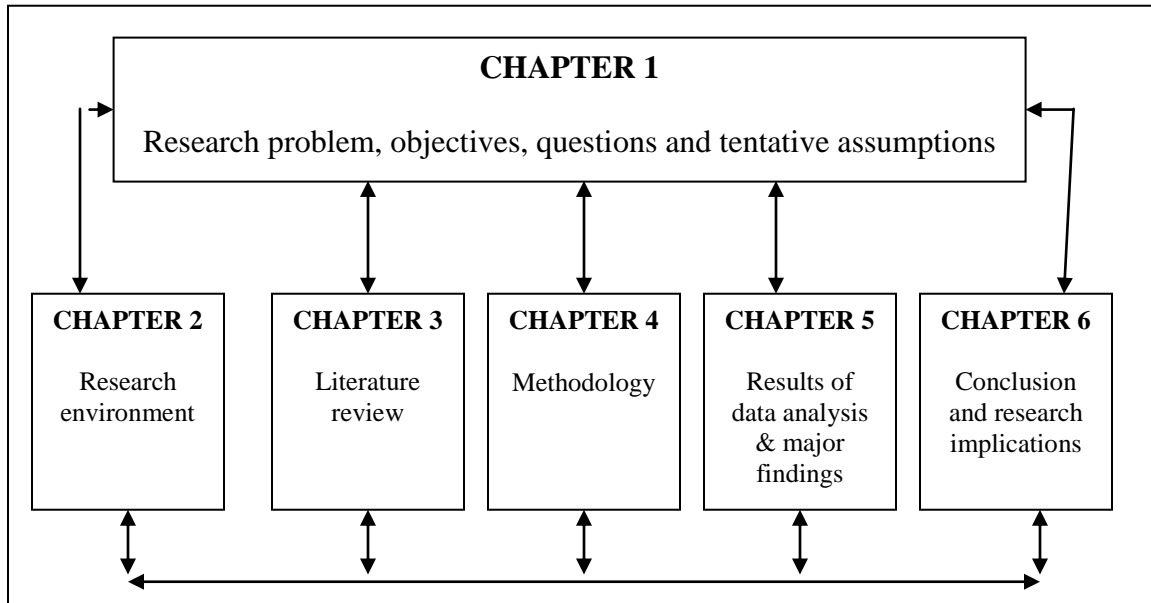 CHAPTER 1
Research problem, objectives, questions and tentative assumptions
CHAPTER 2
Research
environment
CHAPTER 3
Literature
review
CHAPTER 4
Methodology
CHAPTER 5
Results of
data analysis
& major
findings
CHAPTER 6
Conclusion
and research
implications